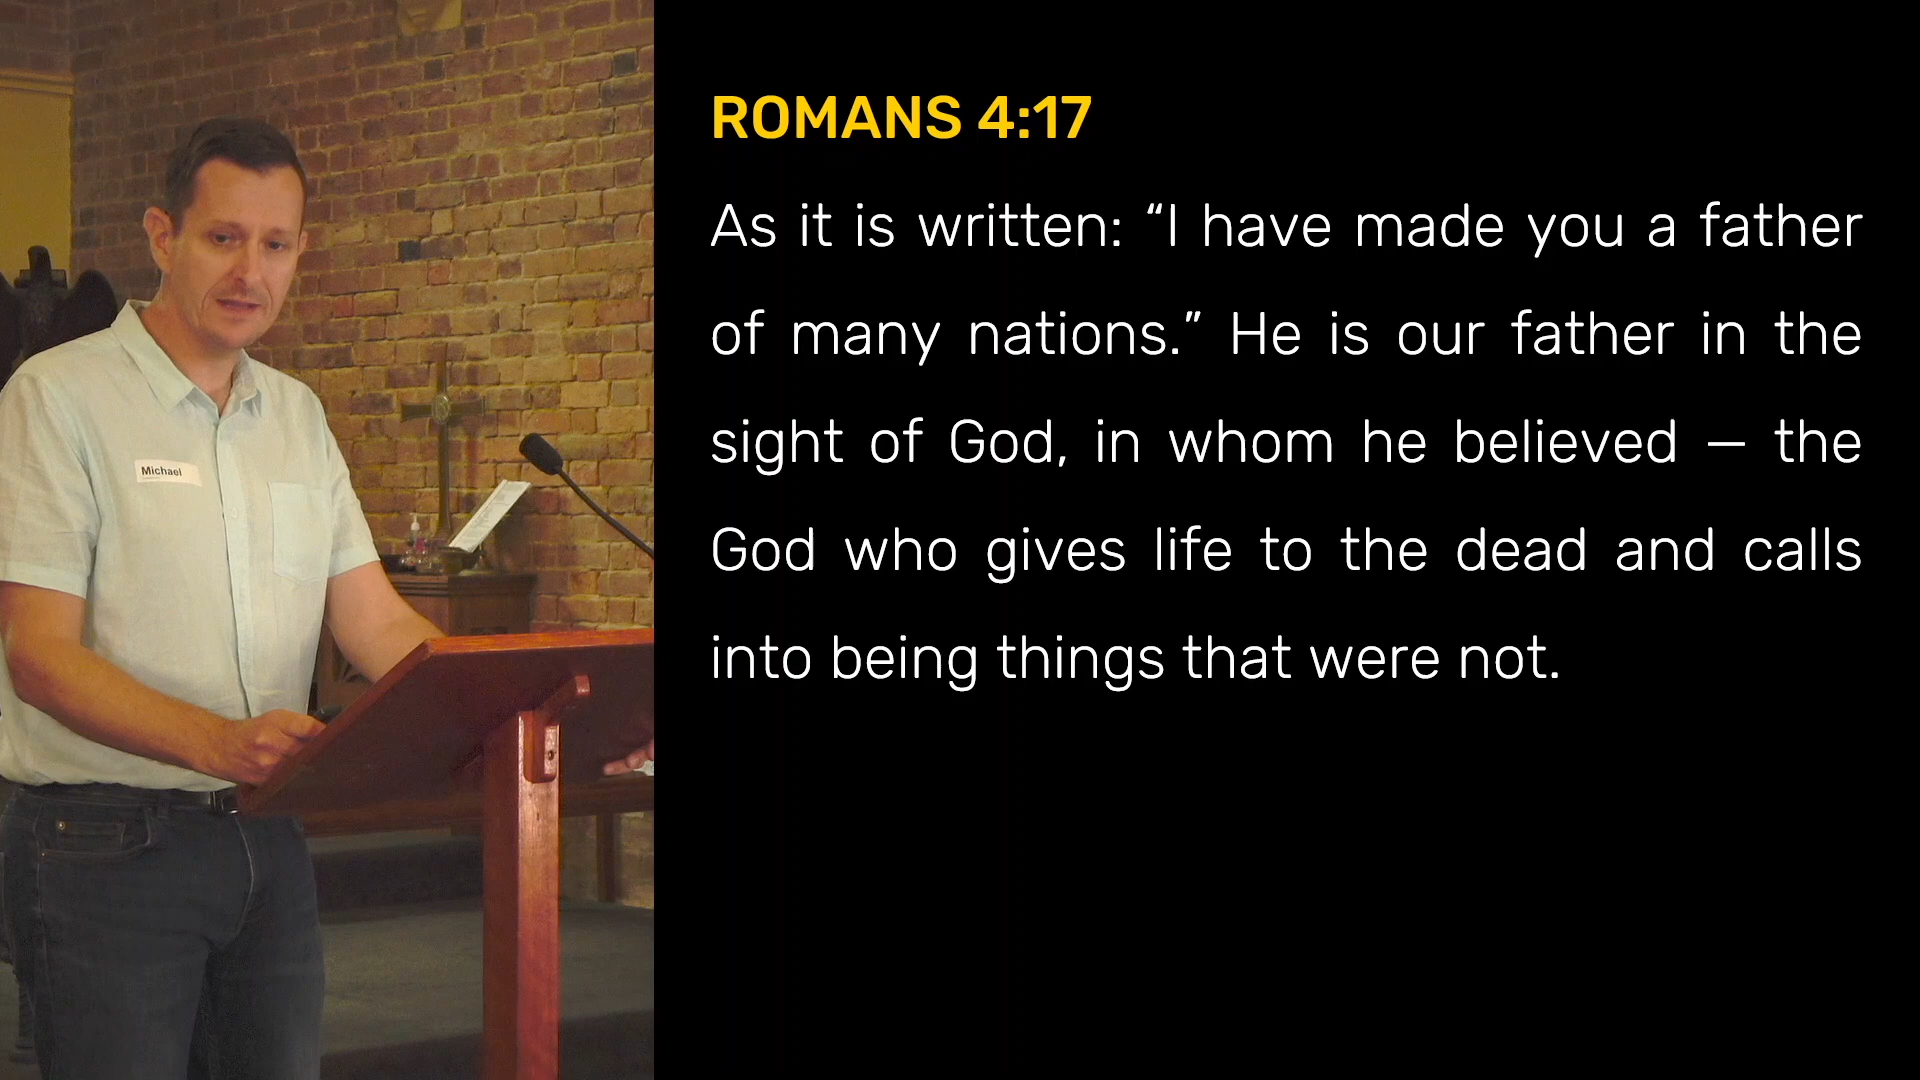 ROMANS 4:17
As it is written: “I have made you a father
of many nations.” He is our father in the
sight of God, in whom he believed — the
God who gives life to the dead and calls
into being things that were not.
Michael